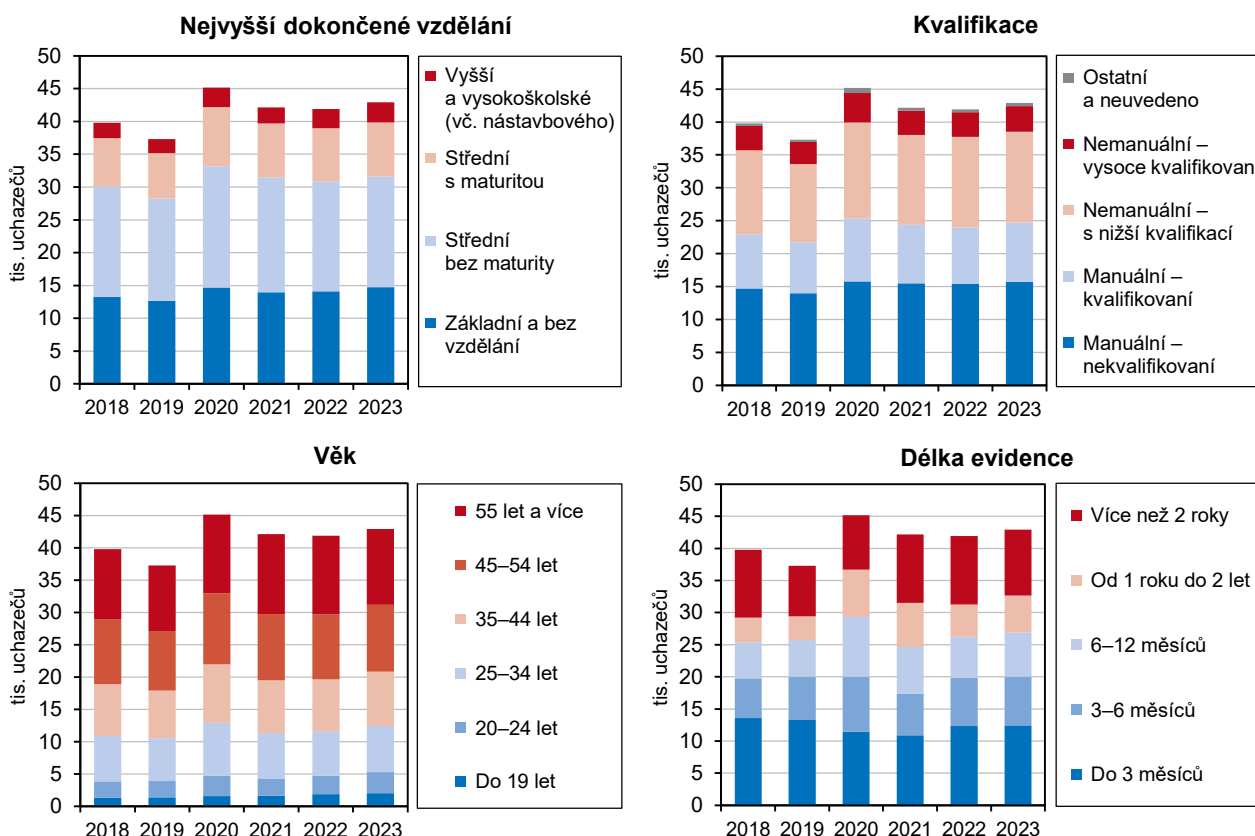 Nejvyšší dokončené vzdělání
tis. uchazečů
50
45
40
35
30
25
20
15
10
5
0
2018 2019 2020 2021 2022 2023
Vyšší
a vysokoškolské
(vč. nástavbového)
Střední
s maturitou
Střední
bez maturity
Základní a bez
vzdělání
Kvalifikace
tis. uchazečů
50
45
40
35
30
25
20
15
10
5
0
2018 2019 2020 2021 2022 2023
Ostatní
a neuvedeno
Nemanuální –
vysoce kvalifikovan
Nemanuální –
s nižší kvalifikací
Manuální –
kvalifikovaní
Manuální –
nekvalifikovaní
Věk
tis. uchazečů
50
45
40
35
30
25
20
15
10
5
0
2018 2019 2020 2021 2022 2023
55 let a více
45–54 let
35–44 let
25–34 let
20–24 let
Do 19 let
Délka evidence
tis. uchazečů
50
45
40
35
30
25
20
15
10
5
0
2018 2019 2020 2021 2022 2023
Více než 2 roky
Od 1 roku do 2 let
6–12 měsíců
3–6 měsíců
Do 3 měsíců